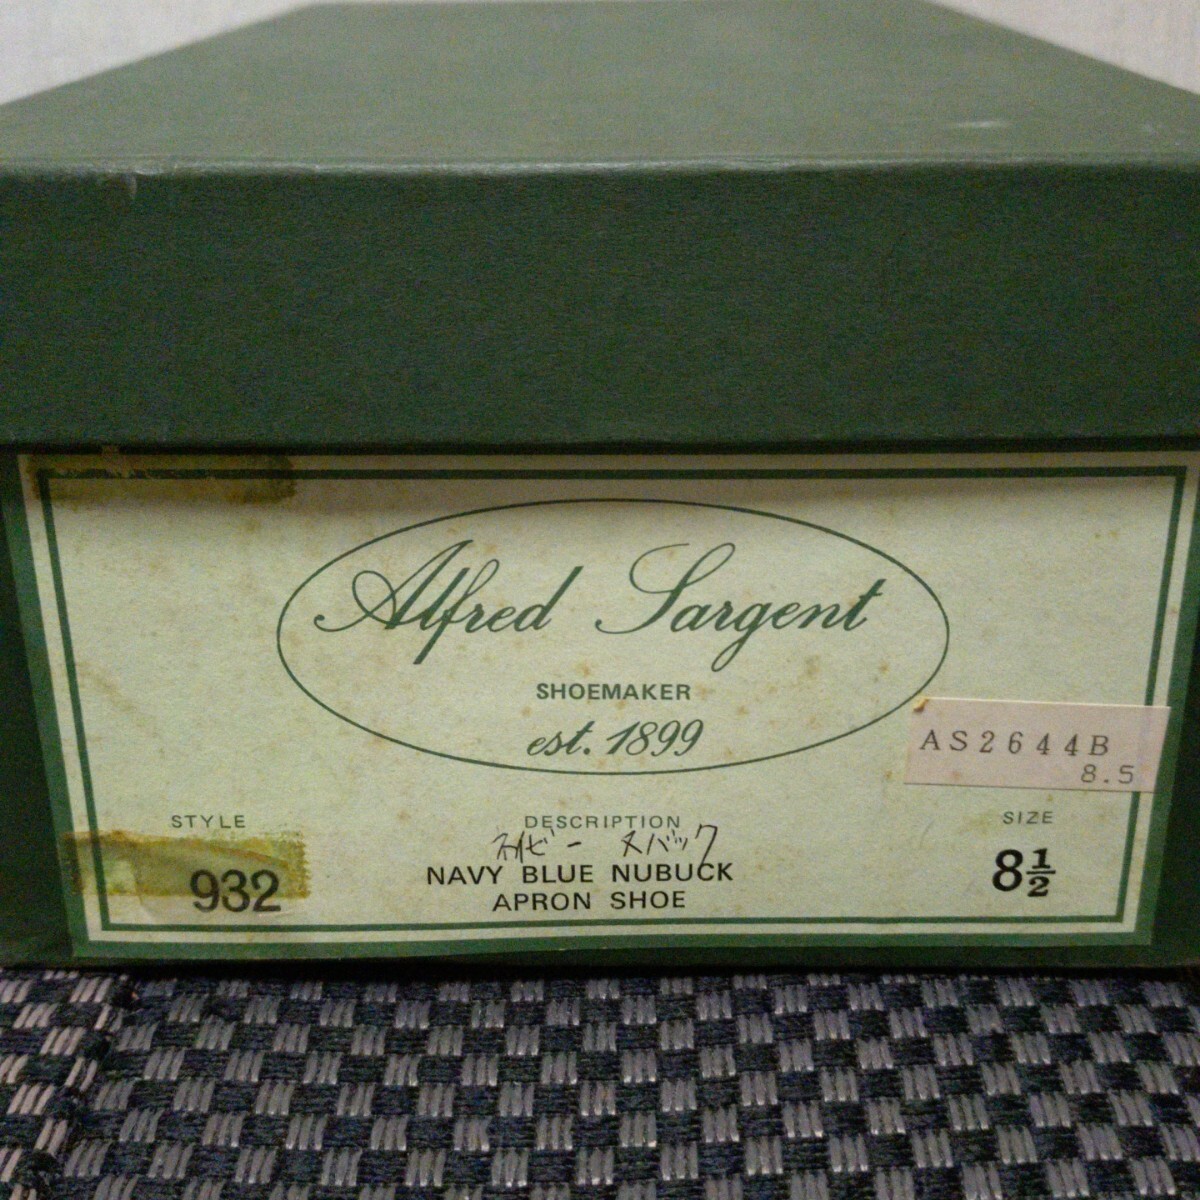 Alfred Sargent
SHOEMAKER
est. 1899
AS2644B
8.5
STYLE
932
DESCRIPTION
ネイビー ヌバック
NAVY BLUE NUBUCK
APRON SHOE
SIZE
8½